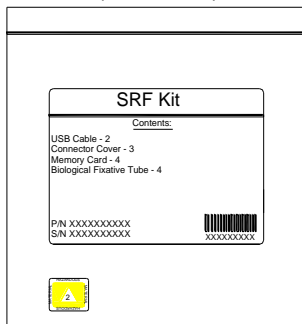 SRF Kit
Contents:
USB Cable - 2
Connector Cover - 3
Memory Card - 4
Biological Fixative Tube - 4
P/N XXXXXXXXXX
S/N XXXXXXXXXX
XXXXXXXXX
2